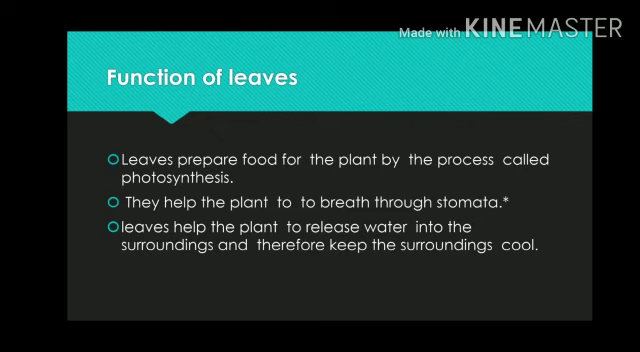 Made with KINEMASTER
Function of leaves
Leaves prepare food for the plant by the process called
photosynthesis.
They help the plant to to breath through stomata.*
leaves help the plant to release water into the
surroundings and therefore keep the surroundings cool.